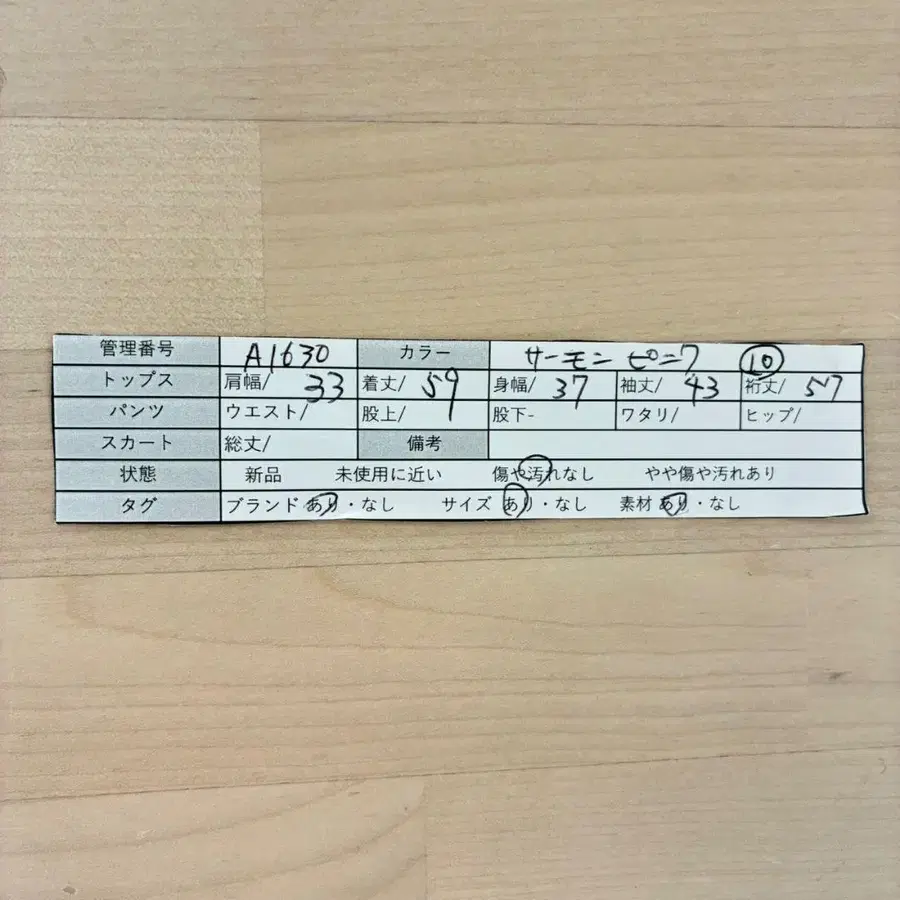 管理番号 A1630 カラー サーモンピンク ⑩
トップス 肩幅/ 33 着丈/ 59 身幅/ 37 袖丈/ 43 裄丈/ 57
パンツ ウエスト/ 股上/ 股下- ワタリ/ ヒップ/
スカート 総丈/ 備考
状態 新品 未使用に近い 傷や汚れなし やや傷や汚れあり
タグ ブランド あり・なし サイズ あり・なし 素材 あり・なし